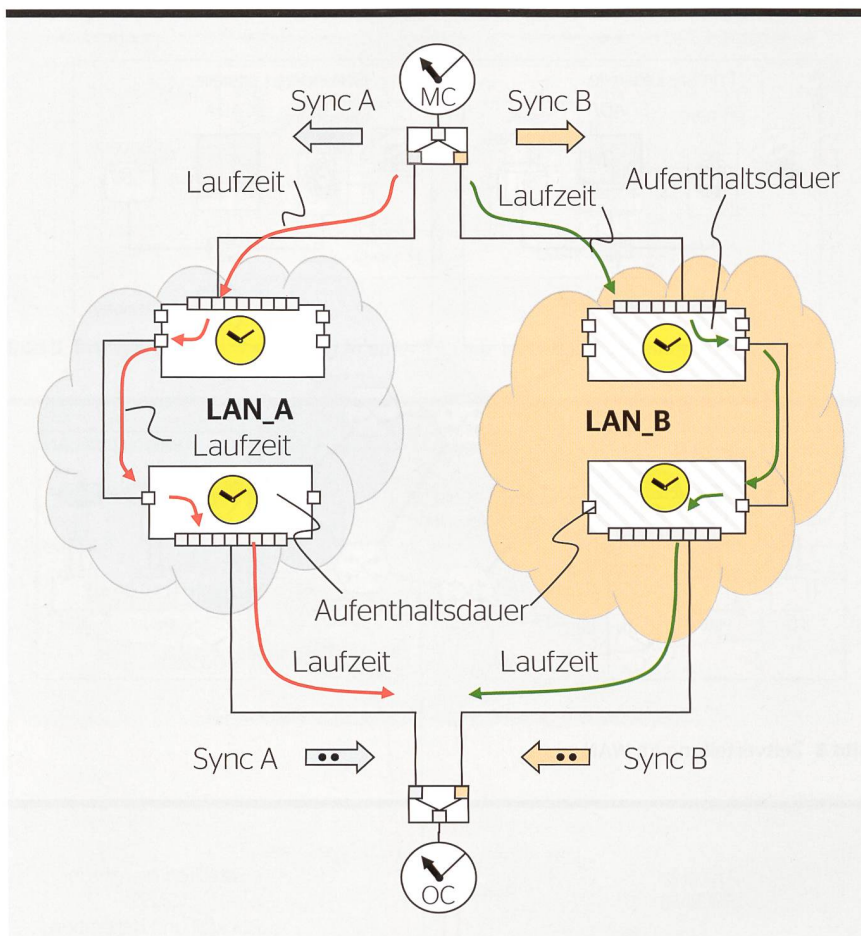 MC
Sync A
Sync B
Laufzeit
Laufzeit
Aufenthaltsdauer
LAN_A
LAN_B
Laufzeit
Aufenthaltsdauer
Laufzeit
Laufzeit
Sync A
Sync B
OC